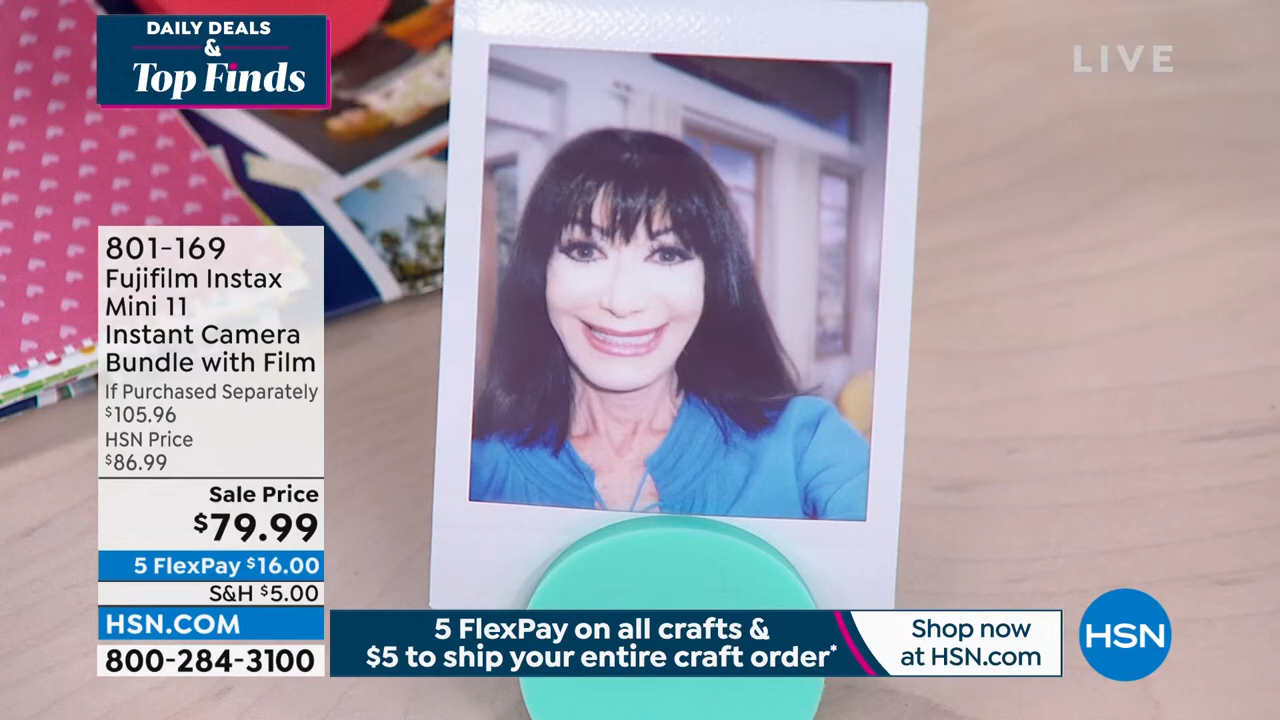 DAILY DEALS
&
Top Finds
LIVE
801-169
Fujifilm Instax
Mini 11
Instant Camera
Bundle with Film
If Purchased Separately
$105.96
HSN Price
$86.99
Sale Price
$79.99
5 FlexPay $16.00
S&H $5.00
HSN.COM
800-284-3100
5 FlexPay on all crafts &
$5 to ship your entire craft order*
Shop now
at HSN.com
HSN